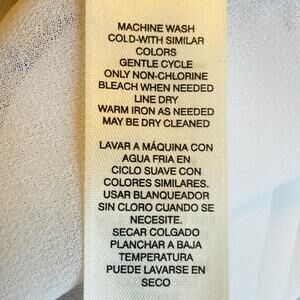 MACHINE WASH
COLD-WITH SIMILAR
COLORS
GENTLE CYCLE
ONLY NON-CHLORINE
BLEACH WHEN NEEDED
LINE DRY
WARM IRON AS NEEDED
MAY BE DRY CLEANED
LAVAR A MÁQUINA CON
AGUA FRIA EN
CICLO SUAVE CON
COLORES SIMILARES.
USAR BLANQUEADOR
SIN CLORO CUANDO SE
NECESITE.
SECAR COLGADO
PLANCHAR A BAJA
TEMPERATURA
PUEDE LAVARSE EN
SECO